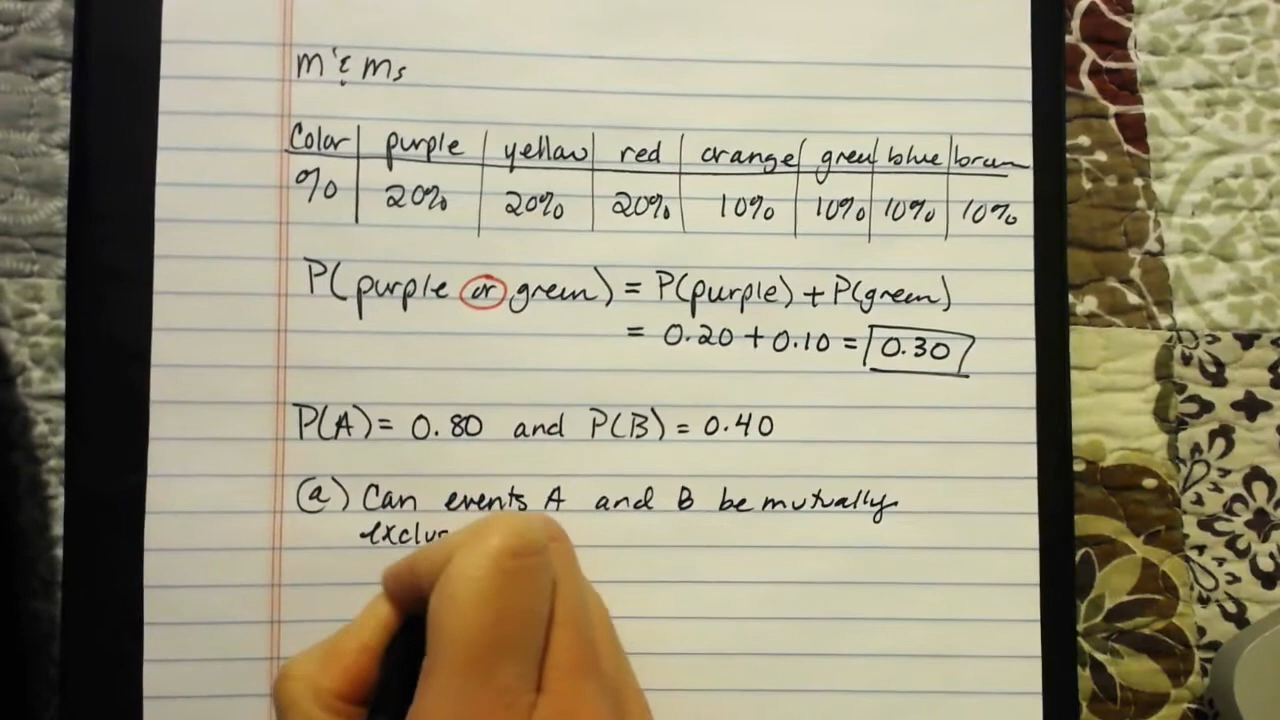 m'&ms
Color purple yellow red orange green blue brown
% 20% 20% 20% 10% 10% 10% 10%
P(purple or green) = P(purple) + P(green)
= 0.20 + 0.10 = 0.30
P(A) = 0.80 and P(B) = 0.40
(a) Can events A and B be mutually
exclus